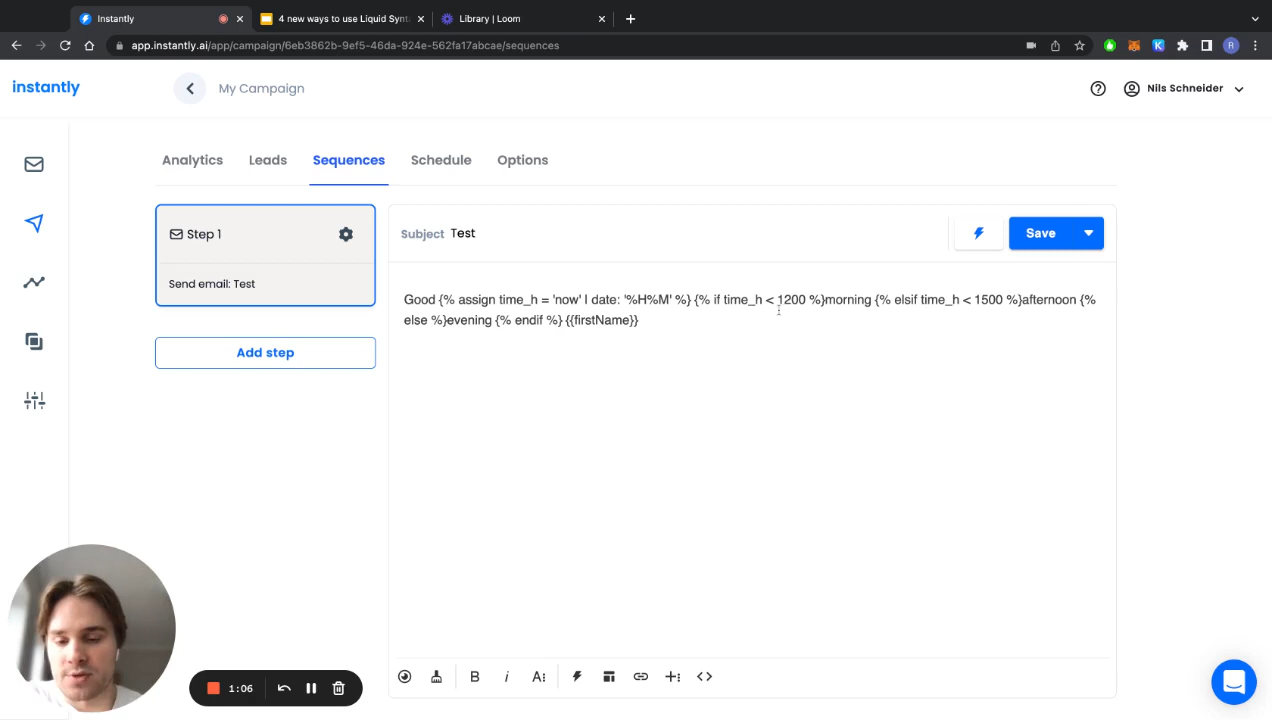 Instantly
4 new ways to use Liquid Synta
Library | Loom
app.instantly.ai/app/campaign/6eb3862b-9ef5-46da-924e-562fa17abcae/sequences
R
instantly
My Campaign
Nils Schneider
Analytics
Leads
Sequences
Schedule
Options
Step 1
Send email: Test
Add step
Subject Test
Save
Good {% assign time_h = 'now' | date: '%H%M' %} {% if time_h < 1200 %}morning {% elsif time_h < 1500 %}afternoon {%
else %}evening {% endif %} {{firstName}}
1:06
B
i
A